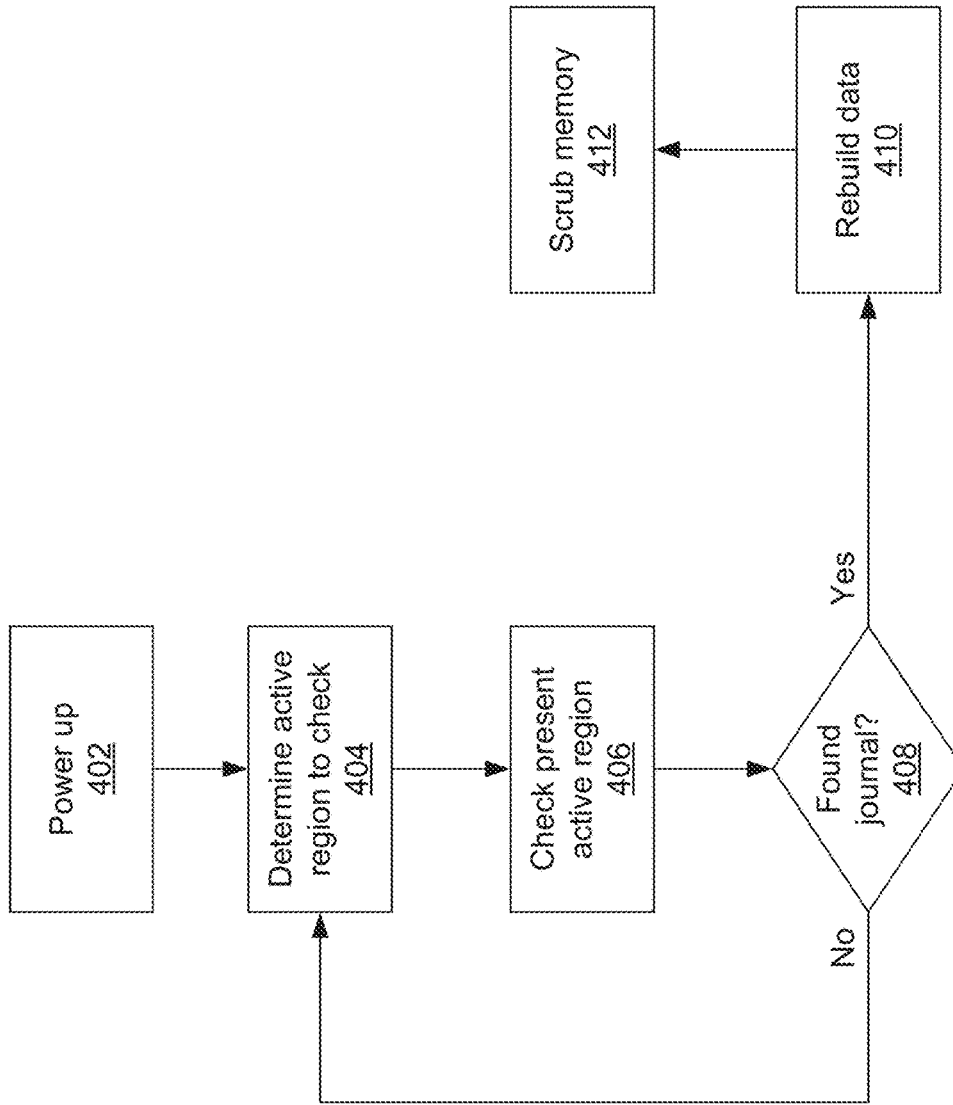 Power up
402
Determine active
region to check
404
Check present
active region
406
Found
journal?
408
No
Yes
Rebuild data
410
Scrub memory
412